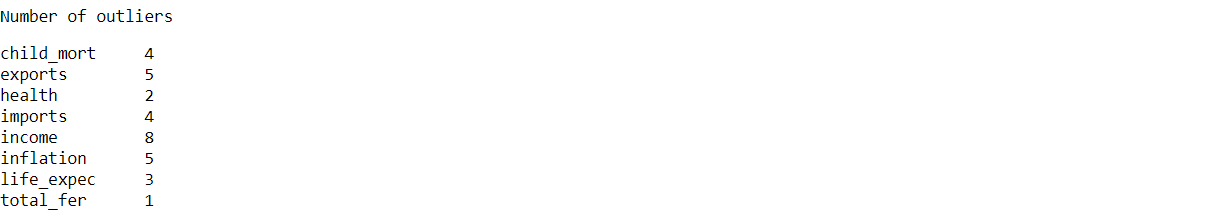 Number of outliers
child_mort 4
exports 5
health 2
imports 4
income 8
inflation 5
life_expec 3
total_fer 1